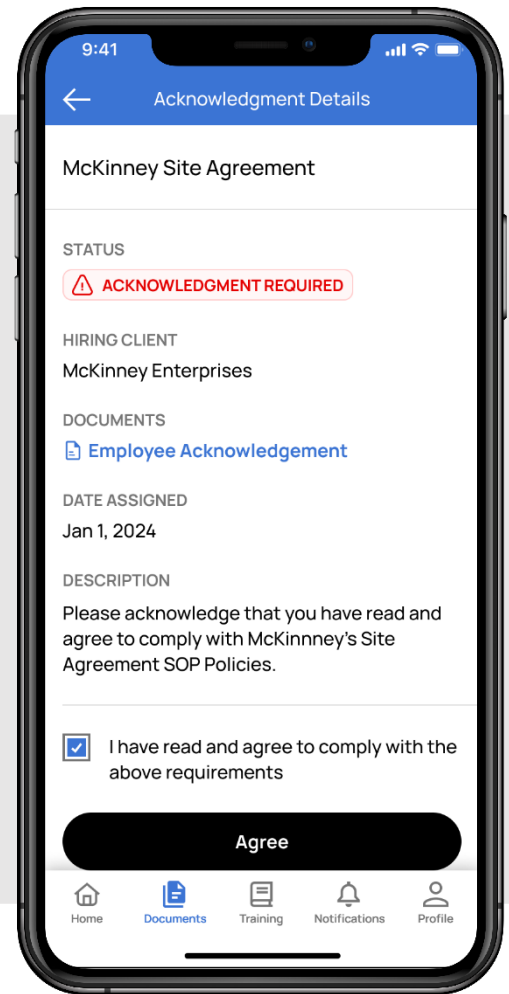 9:41
Acknowledgment Details
McKinney Site Agreement
STATUS
ACKNOWLEDGMENT REQUIRED
HIRING CLIENT
McKinney Enterprises
DOCUMENTS
Employee Acknowledgement
DATE ASSIGNED
Jan 1, 2024
DESCRIPTION
Please acknowledge that you have read and
agree to comply with McKinnney's Site
Agreement SOP Policies.
I have read and agree to comply with the
above requirements
Agree
Home Documents Training Notifications Profile